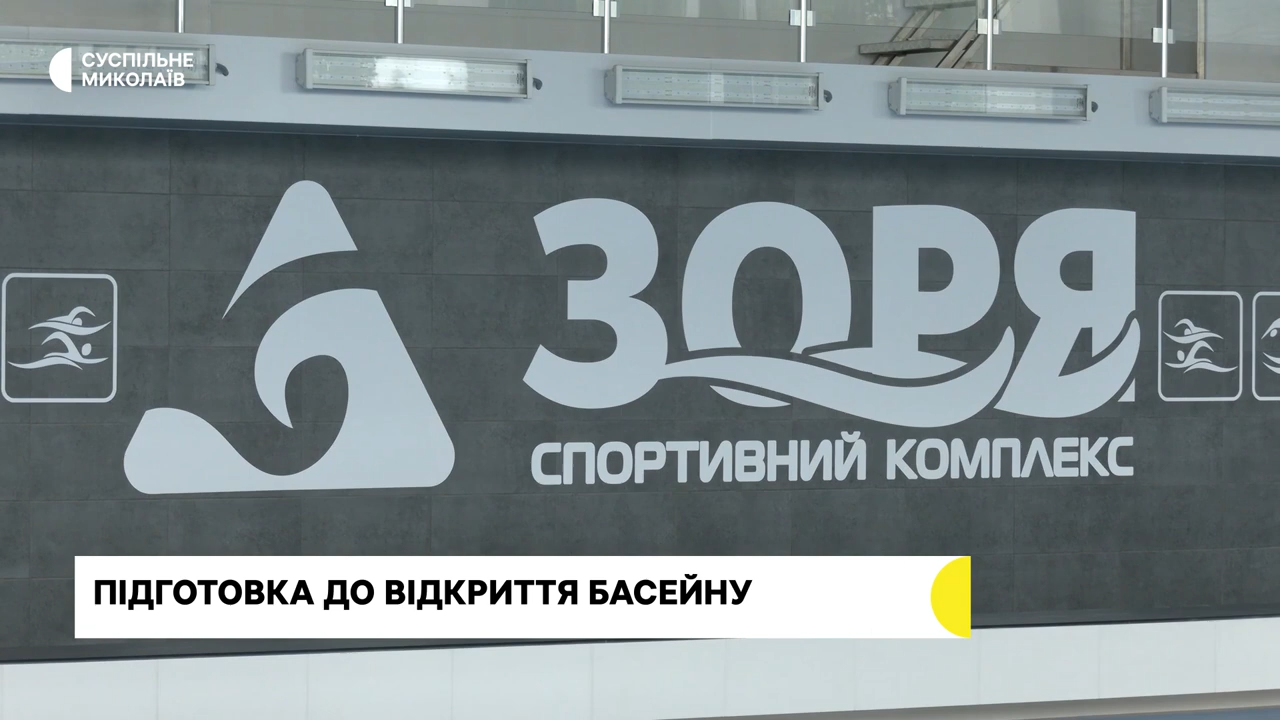 СУСПІЛЬНЕ
МИКОЛАЇВ
ЗОРЯ
СПОРТИВНИЙ КОМПЛЕКС
ПІДГОТОВКА ДО ВІДКРИТТЯ БАСЕЙНУ